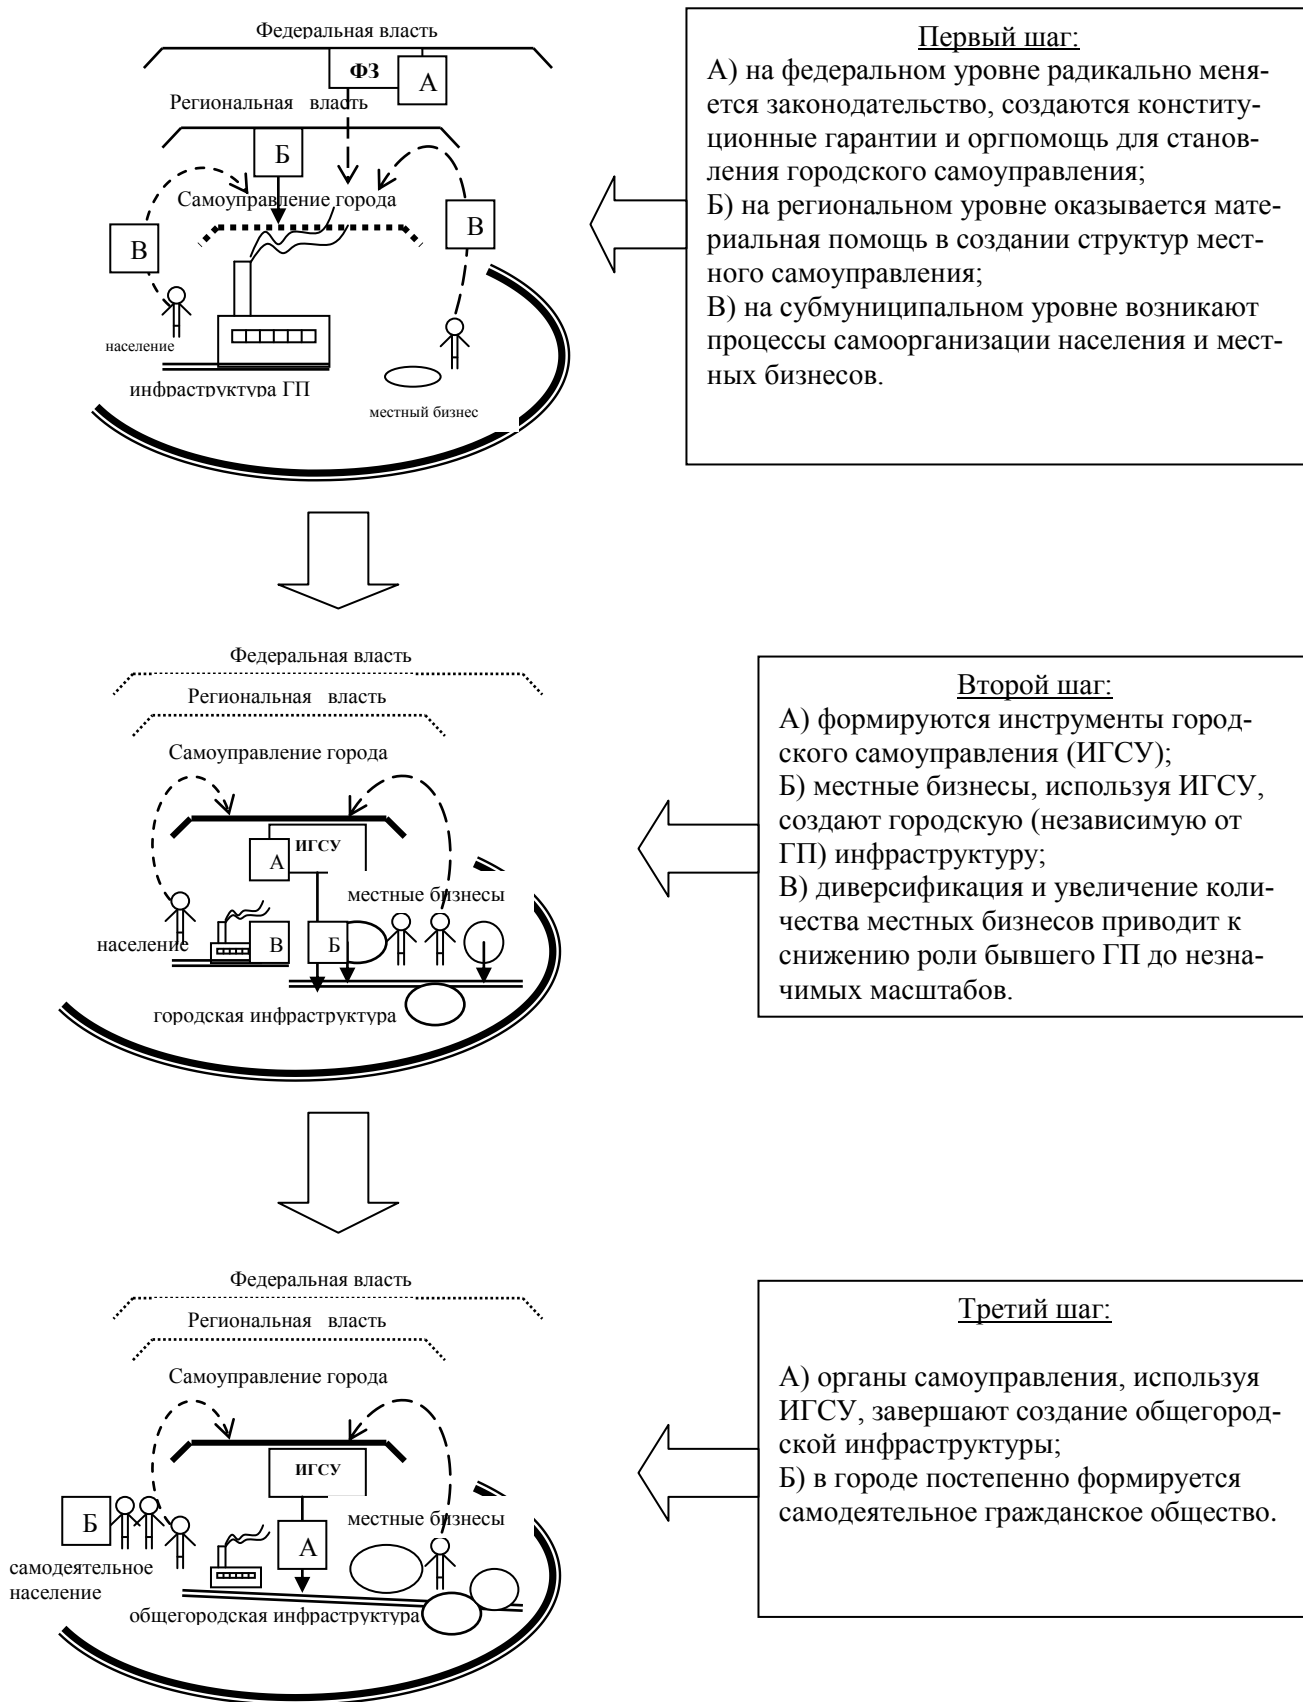 Федеральная власть
ФЗ
А
Региональная власть
Б
Самоуправление города
В
В
население
инфраструктура ГП
местный бизнес
Первый шаг:
А) на федеральном уровне радикально меня-
ется законодательство, создаются конститу-
ционные гарантии и оргпомощь для станов-
ления городского самоуправления;
Б) на региональном уровне оказывается мате-
риальная помощь в создании структур мест-
ного самоуправления;
В) на субмуниципальном уровне возникают
процессы самоорганизации населения и мест-
ных бизнесов.
Федеральная власть
Региональная власть
Самоуправление города
ИГСУ
А
местные бизнесы
население
В
Б
городская инфраструктура
Второй шаг:
А) формируются инструменты город-
ского самоуправления (ИГСУ);
Б) местные бизнесы, используя ИГСУ,
создают городскую (независимую от
ГП) инфраструктуру;
В) диверсификация и увеличение коли-
чества местных бизнесов приводит к
снижению роли бывшего ГП до незна-
чимых масштабов.
Федеральная власть
Региональная власть
Самоуправление города
ИГСУ
местные бизнесы
Б
А
самодеятельное
население
общегородская инфраструктура
Третий шаг:
А) органы самоуправления, используя
ИГСУ, завершают создание общегород-
ской инфраструктуры;
Б) в городе постепенно формируется
самодеятельное гражданское общество.